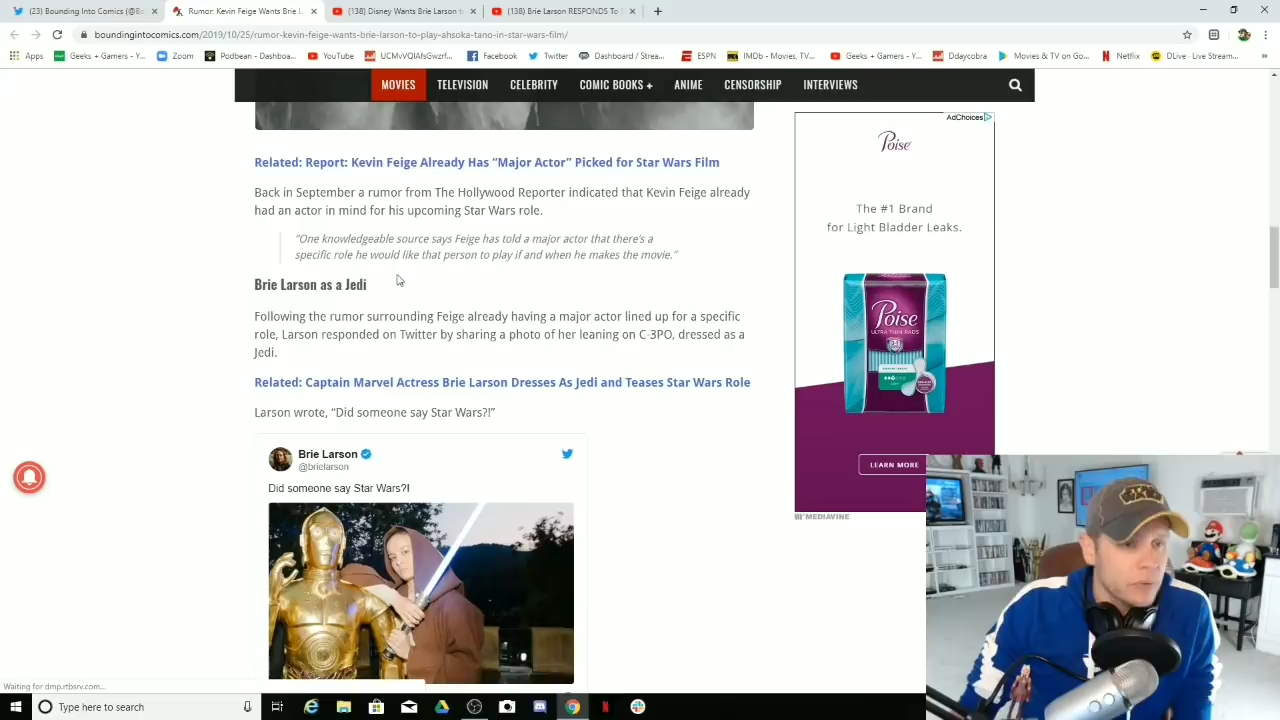 (23) Bounding Into Comics (@Bo
Rumor: Kevin Feige Wants Brie L
(138) Disney Wants Brie Larson t
(138) Brie Larson RESPONDS To E
boundingintocomics.com/2019/10/25/rumor-kevin-feige-wants-brie-larson-to-play-ahsoka-tano-in-star-wars-film/
Apps
Geeks + Gamers - Y...
Zoom
Podbean - Dashboard
YouTube
UCMvVQIAfsGwzrf...
Facebook
Twitter
Dashboard / Strea...
ESPN
IMDb - Movies, TV...
Geeks + Gamers - Y...
Ddaycobra
Movies & TV on Go...
Netflix
DLive · Live Stream...
»
MOVIES TELEVISION CELEBRITY COMIC BOOKS + ANIME CENSORSHIP INTERVIEWS
Related: Report: Kevin Feige Already Has “Major Actor” Picked for Star Wars Film
Back in September a rumor from The Hollywood Reporter indicated that Kevin Feige already
had an actor in mind for his upcoming Star Wars role.
“One knowledgeable source says Feige has told a major actor that there’s a
specific role he would like that person to play if and when he makes the movie.”
Brie Larson as a Jedi
Following the rumor surrounding Feige already having a major actor lined up for a specific
role, Larson responded on Twitter by sharing a photo of her leaning on C-3PO, dressed as a
Jedi.
Related: Captain Marvel Actress Brie Larson Dresses As Jedi and Teases Star Wars Role
Larson wrote, “Did someone say Star Wars?!”
Brie Larson
@brielarson
Did someone say Star Wars?!
AdChoices
Poise
The #1 Brand
for Light Bladder Leaks.
Poise
ULTRA THIN PADS
LEARN MORE
MEDIAVINE
Waiting for dmp.rtbsrv.com...
Type here to search